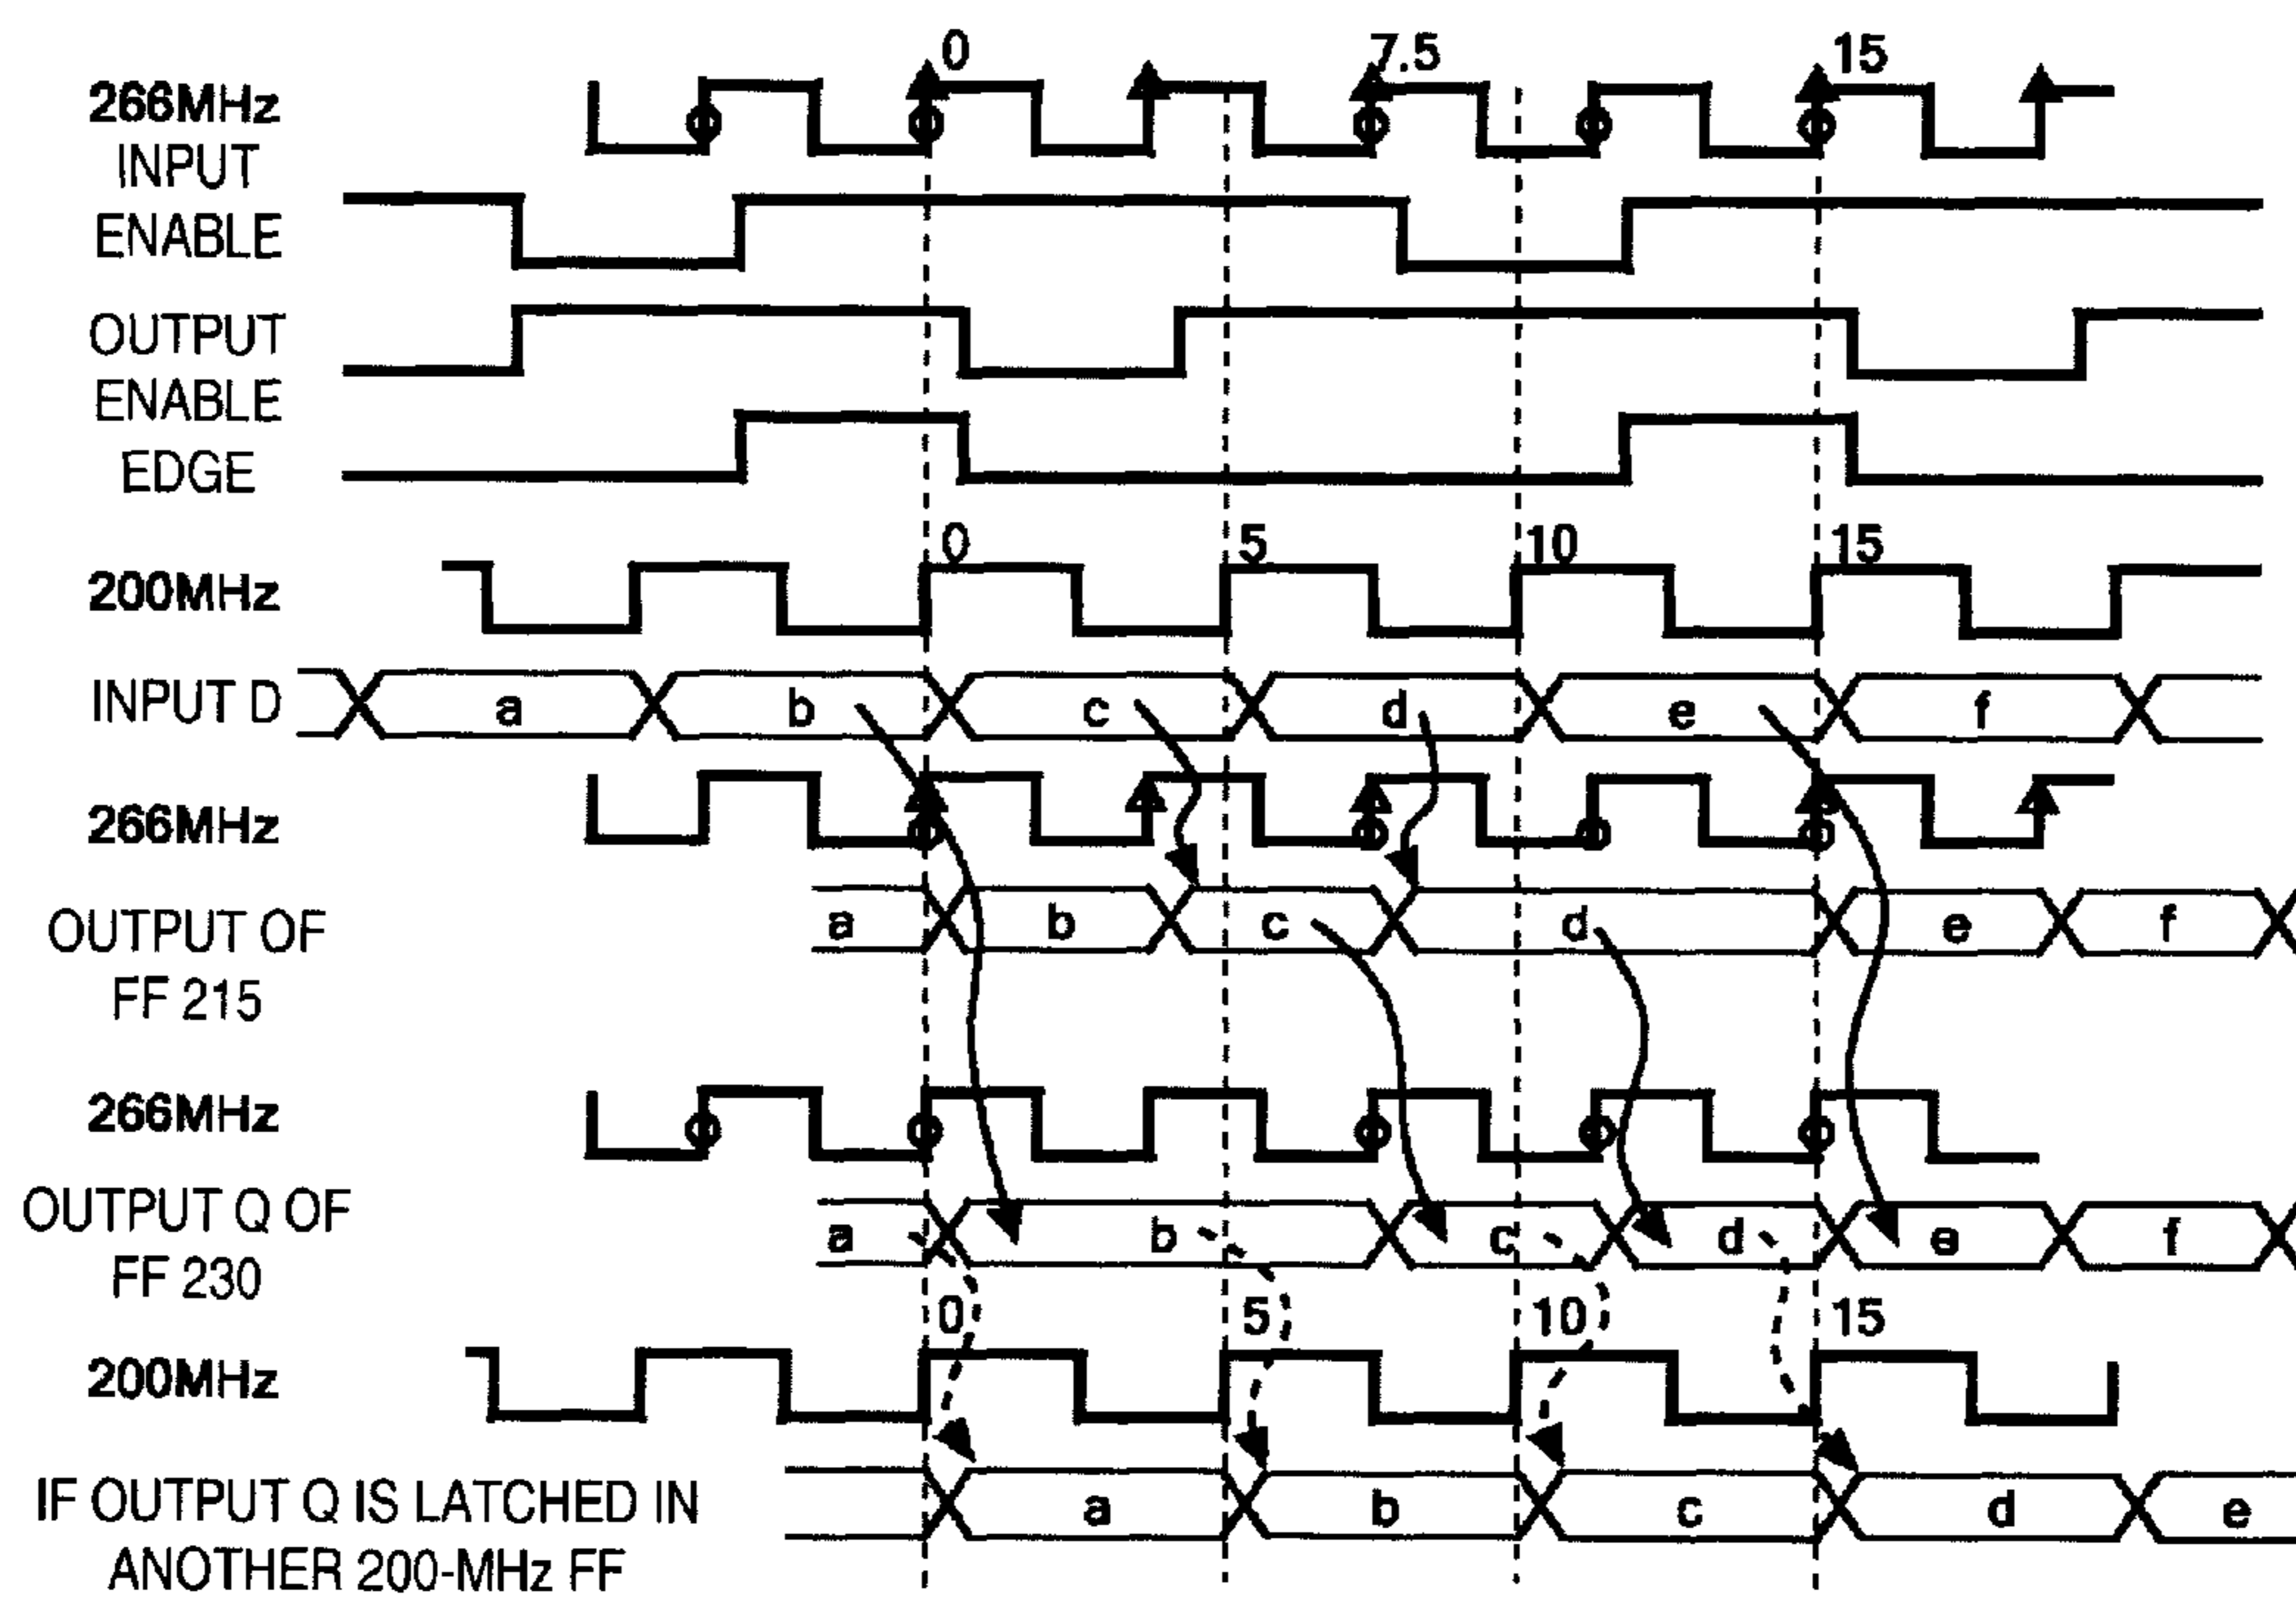 0 7.5 15
266MHz
INPUT
ENABLE
OUTPUT
ENABLE
EDGE
0 5 10 15
200MHz
INPUT D a b c d e f
266MHz
OUTPUT OF a b c d e f
FF 215
266MHz
OUTPUT Q OF a b c d e f
FF 230
0 5 10 15
200MHz
IF OUTPUT Q IS LATCHED IN a b c d e
ANOTHER 200-MHz FF